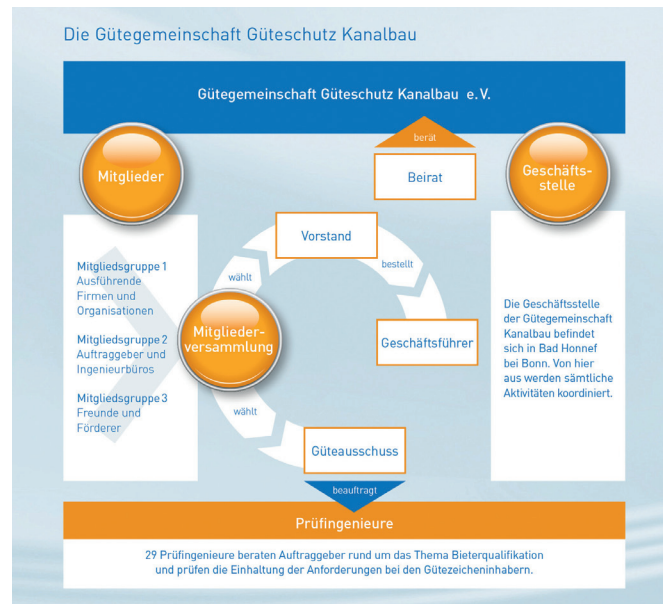 Die Gütegemeinschaft Güteschutz Kanalbau
Gütegemeinschaft Güteschutz Kanalbau e.V.
berät
Beirat
Mitglieder
Geschäfts-
stelle
Mitgliedsgruppe 1
Ausführende
Firmen und
Organisationen
Mitgliedsgruppe 2
Auftraggeber und
Ingenieurbüros
Mitgliedsgruppe 3
Freunde und
Förderer
Mitglieder-
versammlung
wählt
Vorstand
bestellt
Geschäftsführer
wählt
Güteausschuss
beauftragt
Die Geschäftsstelle
der Gütegemeinschaft
Kanalbau befindet
sich in Bad Honnef
bei Bonn. Von hier
aus werden sämtliche
Aktivitäten koordiniert.
Prüfingenieure
29 Prüfingenieure beraten Auftraggeber rund um das Thema Bieterqualifikation
und prüfen die Einhaltung der Anforderungen bei den Gütezeicheninhabern.